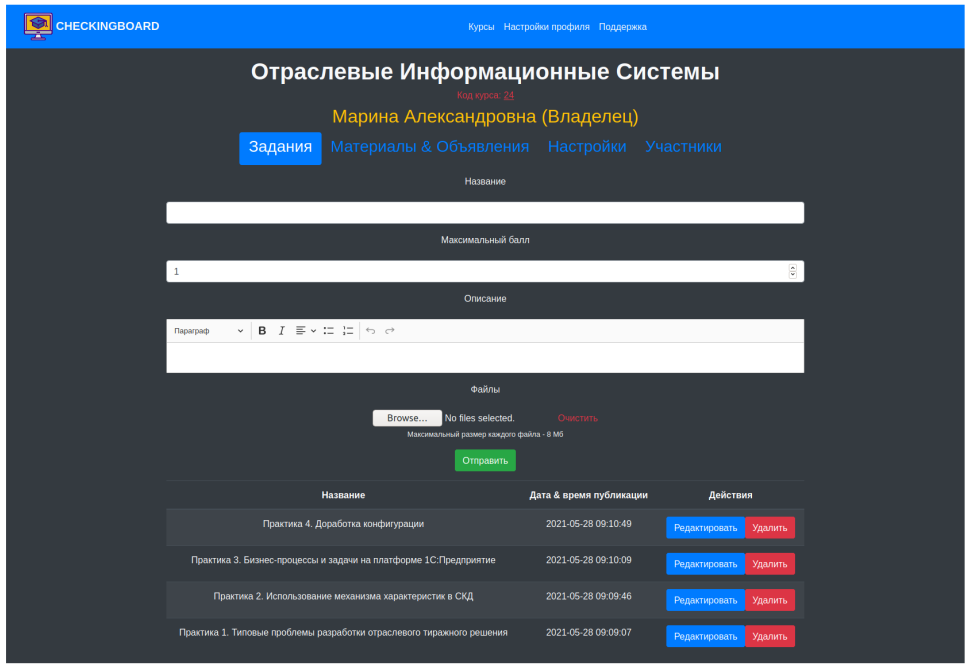 CHECKINGBOARD
Курсы Настройки профиля Поддержка
Отраслевые Информационные Системы
Код курса: 24
Марина Александровна (Владелец)
Задания Материалы & Объявления Настройки Участники
Название
Максимальный балл
1
Описание
Параграф B I
Файлы
Browse... No files selected. Очистить
Максимальный размер каждого файла - 8 Мб
Отправить
Название Дата & время публикации Действия
Практика 4. Доработка конфигурации 2021-05-28 09:10:49 Редактировать Удалить
Практика 3. Бизнес-процессы и задачи на платформе 1С:Предприятие 2021-05-28 09:10:09 Редактировать Удалить
Практика 2. Использование механизма характеристик в СКД 2021-05-28 09:09:46 Редактировать Удалить
Практика 1. Типовые проблемы разработки отраслевого тиражного решения 2021-05-28 09:09:07 Редактировать Удалить